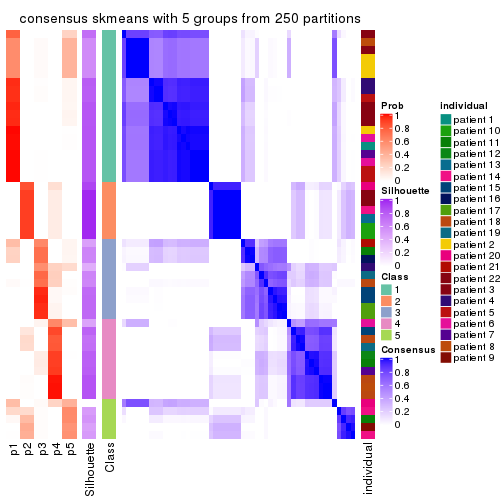 consensus skmeans with 5 groups from 250 partitions
p1
p2
p3
p4
p5
Silhouette
Class
individual
Prob
1
0.8
0.6
0.4
0.2
0
Silhouette
1
0.8
0.6
0.4
0.2
0
Class
1
2
3
4
5
Consensus
1
0.8
0.6
0.4
0.2
0
individual
patient 1
patient 10
patient 11
patient 12
patient 13
patient 14
patient 15
patient 16
patient 17
patient 18
patient 19
patient 2
patient 20
patient 21
patient 22
patient 3
patient 4
patient 5
patient 6
patient 7
patient 8
patient 9